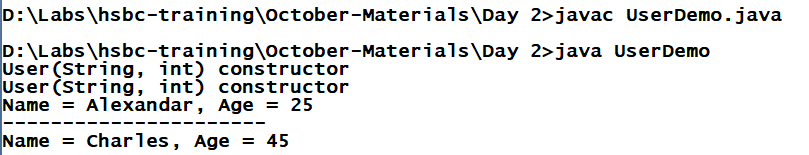 D:\Labs\hsbc-training\October-Materials\Day 2>javac UserDemo.java
D:\Labs\hsbc-training\October-Materials\Day 2>java UserDemo
User(String, int) constructor
User(String, int) constructor
Name = Alexandar, Age = 25
----------------------
Name = Charles, Age = 45